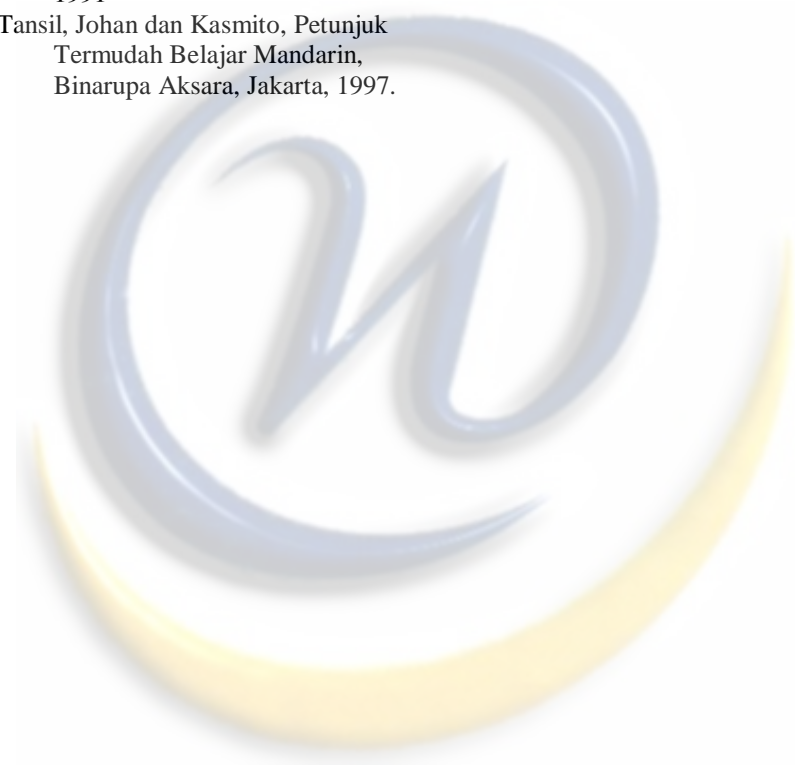 Tansil, Johan dan Kasmito, Petunjuk
Termudah Belajar Mandarin,
Binarupa Aksara, Jakarta, 1997.